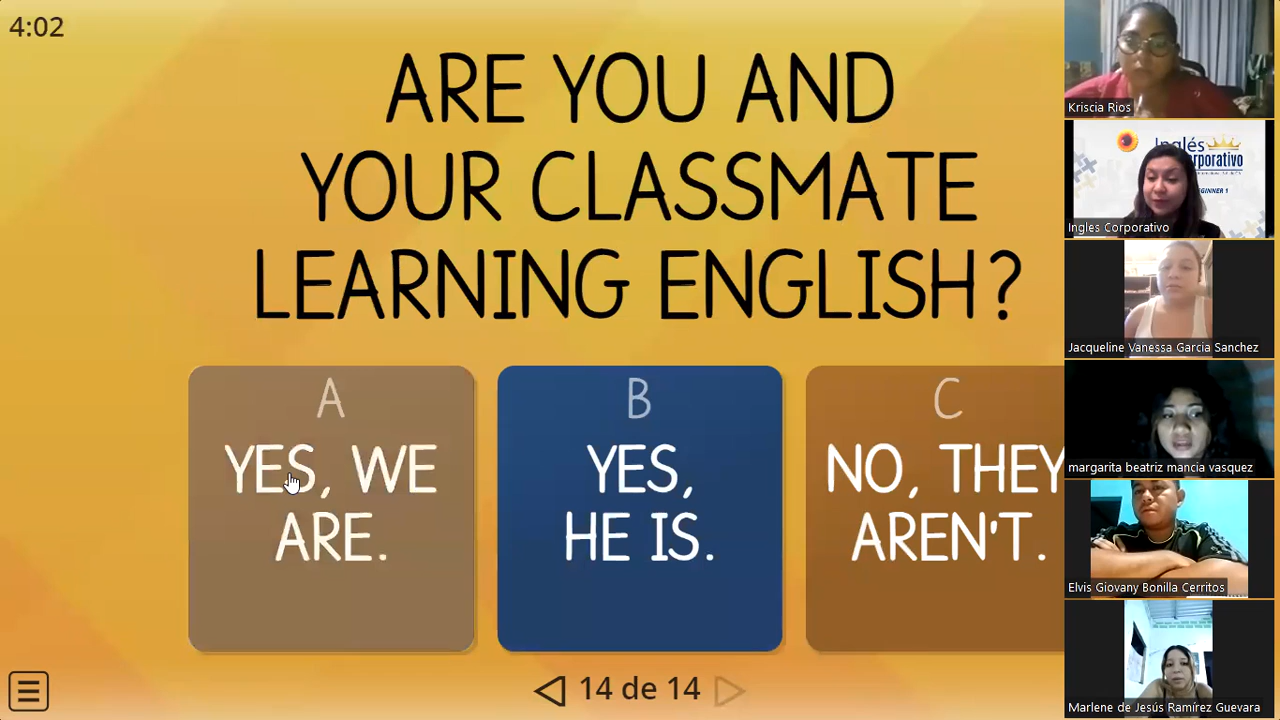 4:02
ARE YOU AND
YOUR CLASSMATE
LEARNING ENGLISH?
A
YES, WE
ARE.
B
YES,
HE IS.
C
NO, THEY
AREN'T.
14 de 14
Kriscia Rios
Inglés
Corporativo
Ingles Corporativo
Jacqueline Vanessa Garcia Sanchez
margarita beatriz mancia vasquez
Elvis Giovany Bonilla Cerritos
Marlene de Jesús Ramírez Guevara